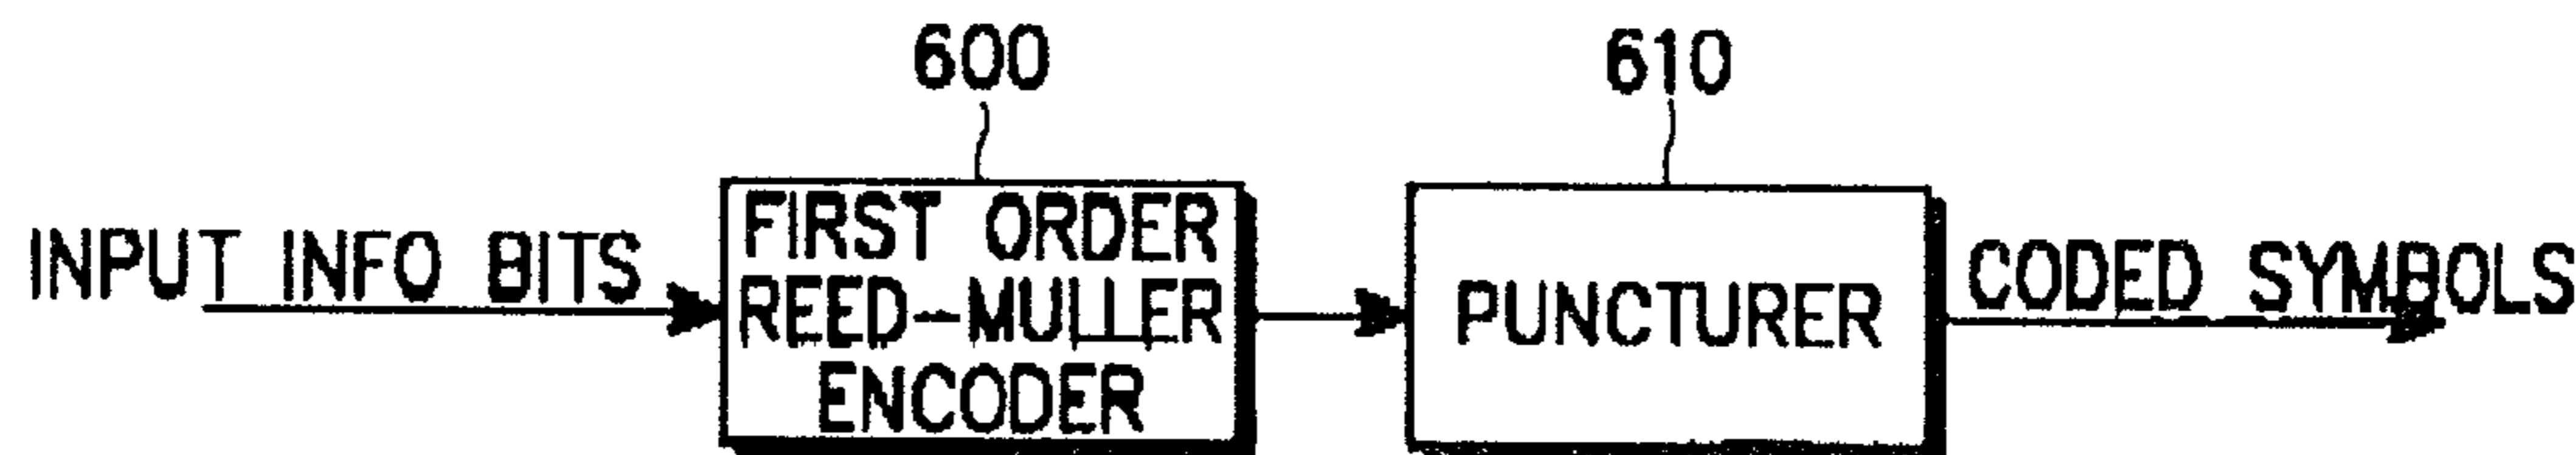 600
610
INPUT INFO BITS
FIRST ORDER
REED-MULLER
ENCODER
PUNCTURER
CODED SYMBOLS